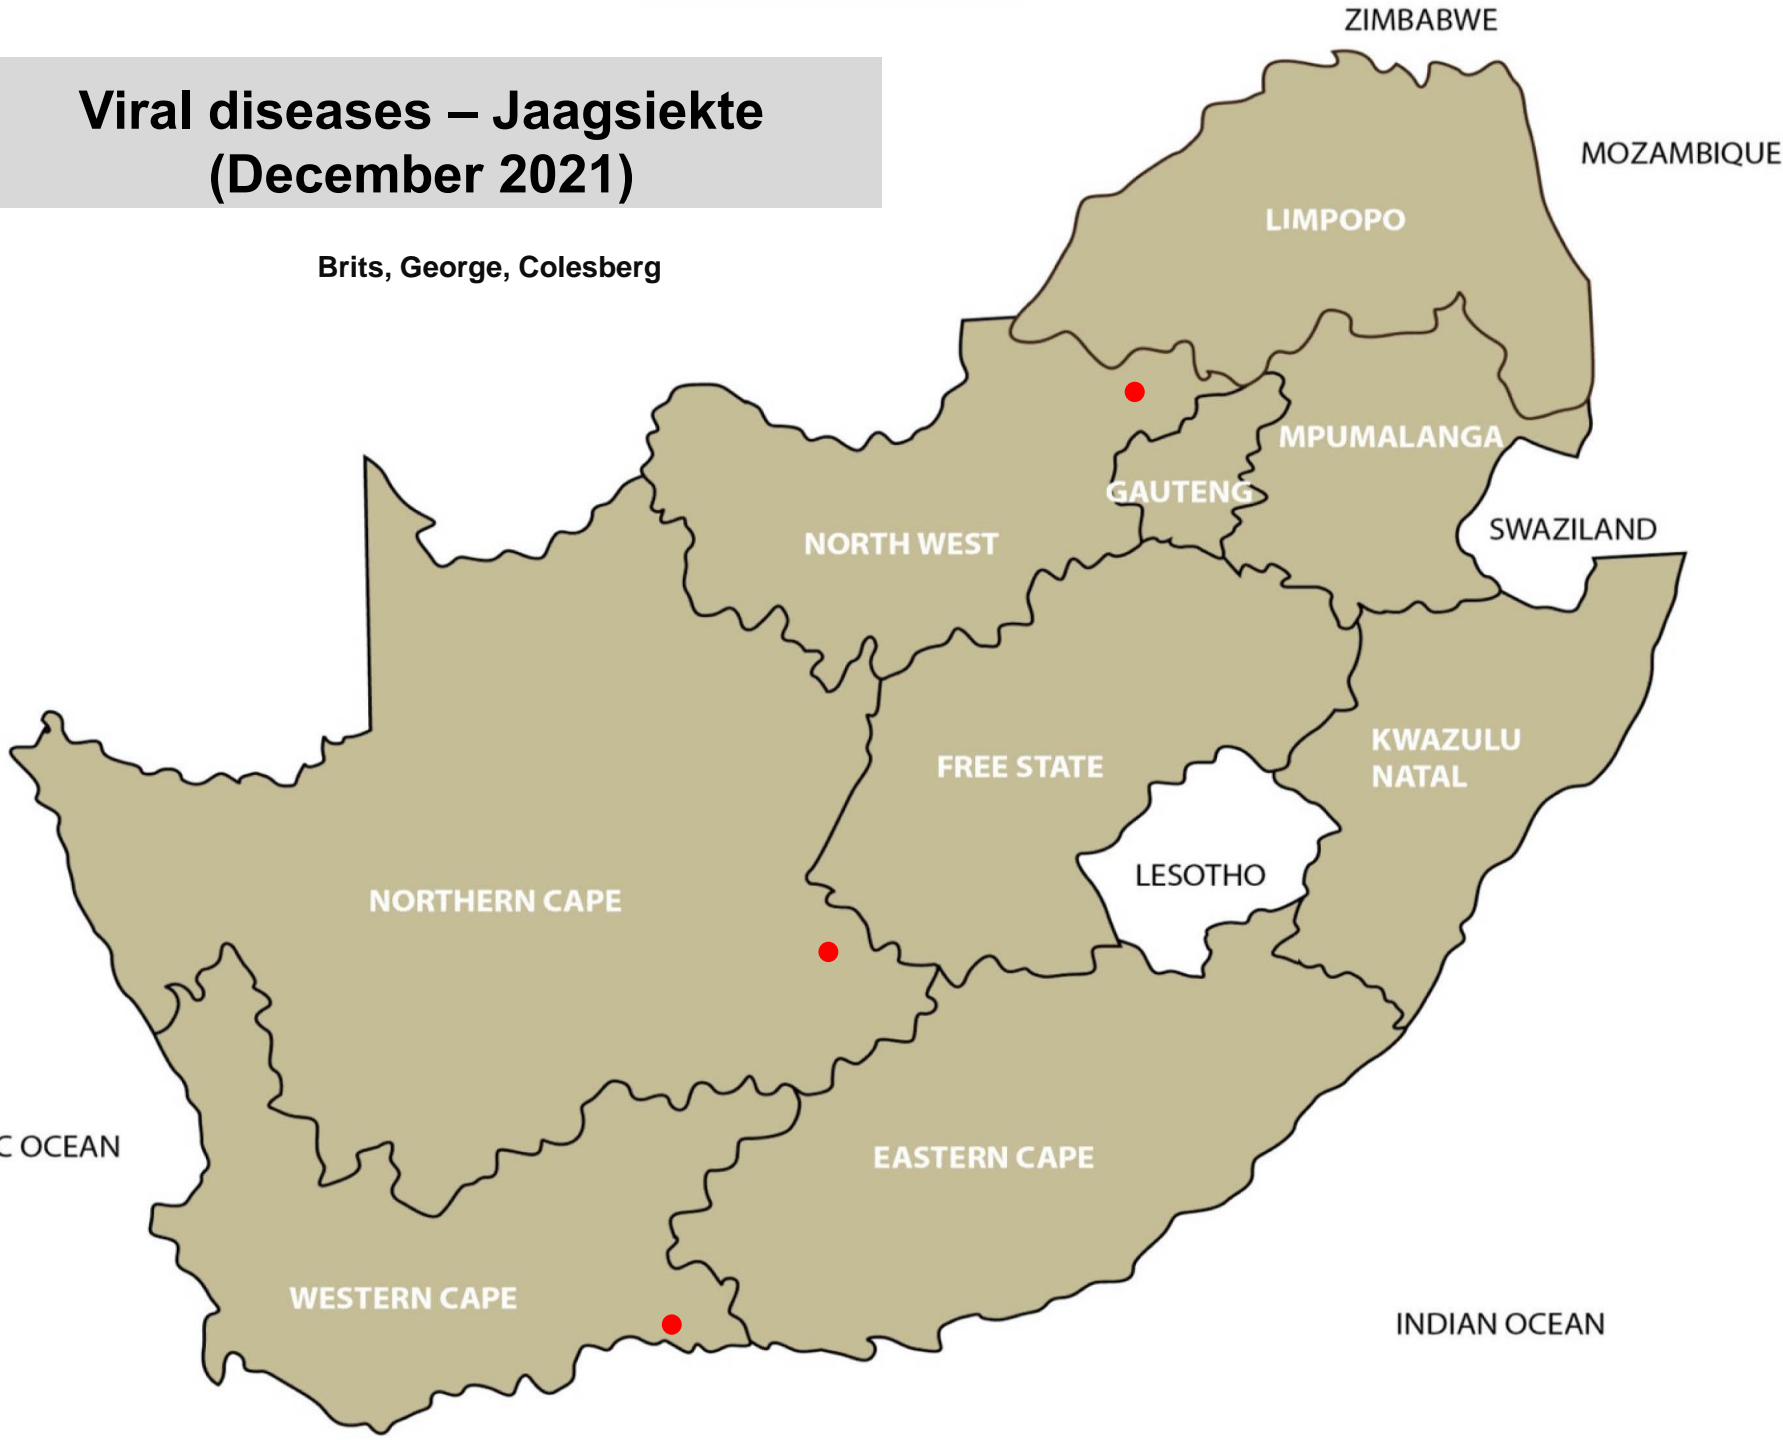 ZIMBABWE
Viral diseases – Jaagsiekte
(December 2021)
MOZAMBIQUE
LIMPOPO
Brits, George, Colesberg
MPUMALANGA
GAUTENG
SWAZILAND
NORTH WEST
KWAZULU
NATAL
FREE STATE
LESOTHO
NORTHERN CAPE
C OCEAN
EASTERN CAPE
WESTERN CAPE
INDIAN OCEAN